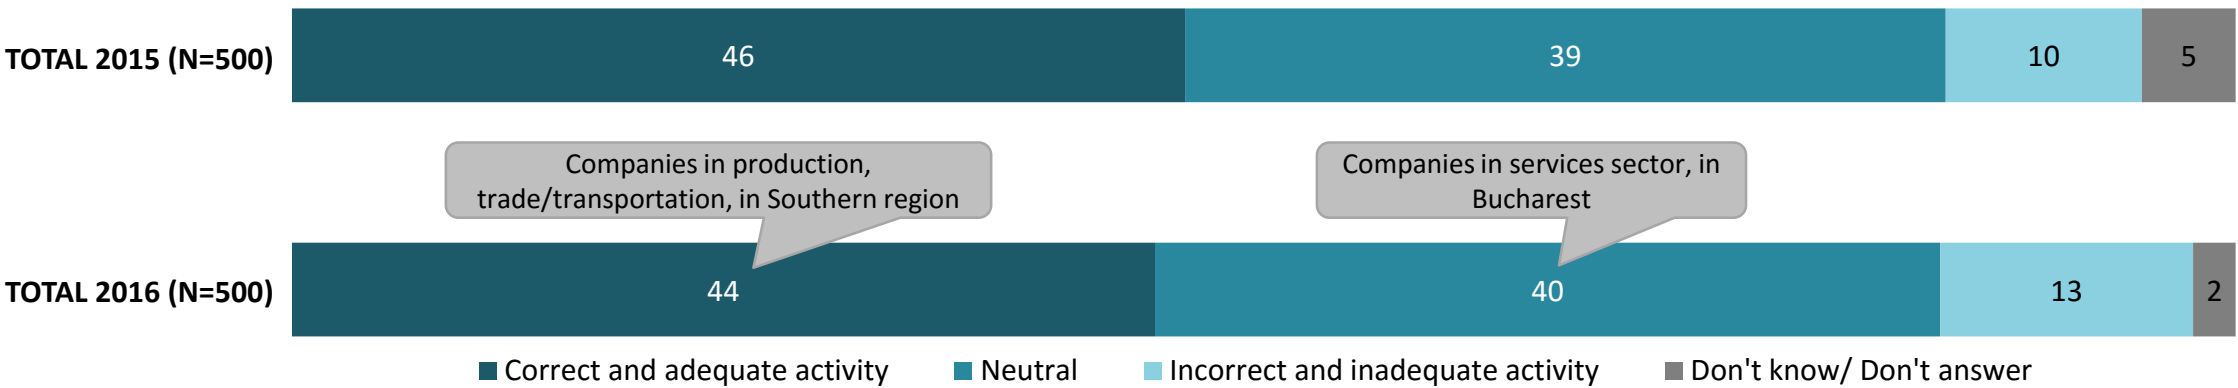 TOTAL 2015 (N=500) 46 39 10 5
Companies in production,
trade/transportation, in Southern region
Companies in services sector, in
Bucharest
TOTAL 2016 (N=500) 44 40 13 2
Correct and adequate activity Neutral Incorrect and inadequate activity Don't know/ Don't answer